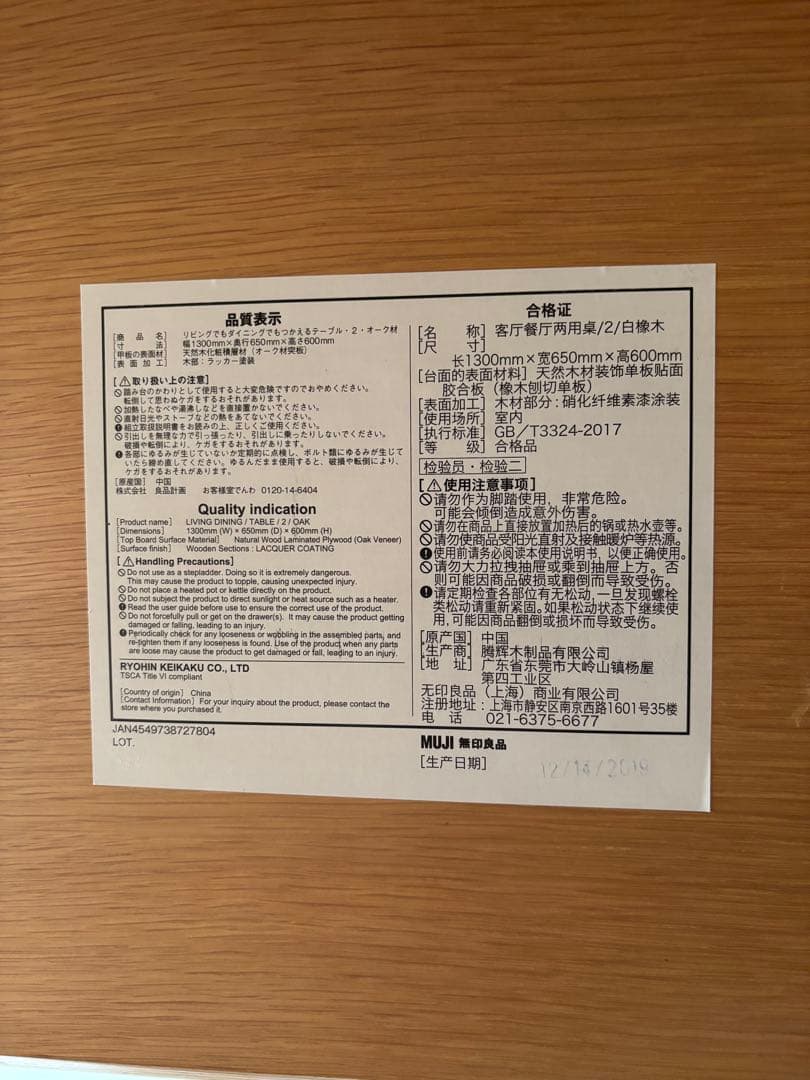 品質表示
[商品名] リビングでもダイニングでもつかえるテーブル・2・オーク材
[寸法] 幅1300mm×奥行650mm×高さ600mm
[甲板の表面材] 天然木化粧積層材（オーク材突板）
[表面加工] 木部：ラッカー塗装
[⚠取り扱い上の注意]
踏み台のかわりとして使用すると大変危険ですのでおやめください。
転倒して思わぬケガをするおそれがあります。
加熱したなべや湯沸しなどを直接置かないでください。
直射日光やストーブなどの熱をあてないでください。
組立取扱説明書をお読みの上、正しくご使用ください。
引出しを無理な力で引っ張ったり、引出しに乗ったりしないでください。
破損や転倒により、ケガをするおそれがあります。
各部にゆるみが生じていないか定期的に点検し、ボルト類にゆるみが生じて
いたら締め直してください。ゆるんだまま使用すると、破損や転倒により、
ケガをするおそれがあります。
[原産国] 中国
株式会社 良品計画 お客様室でんわ 0120-14-6404
Quality indication
[Product name] LIVING DINING / TABLE / 2 / OAK
[Dimensions] 1300mm (W) × 650mm (D) × 600mm (H)
[Top Board Surface Material] Natural Wood Laminated Plywood (Oak Veneer)
[Surface finish] Wooden Sections : LACQUER COATING
[⚠Handling Precautions]
Do not use as a stepladder. Doing so is extremely dangerous.
This may cause the product to topple, causing unexpected injury.
Do not place a heated pot or kettle directly on the product.
Do not subject the product to direct sunlight or heat source such as a heater.
Read the user guide before use to ensure the correct use of the product.
Do not forcefully pull or get on the drawer(s). It may cause the product getting
damaged or falling, leading to an injury.
Periodically check for any looseness or wobbling in the assembled parts, and
re-tighten them if any looseness is found. Use of the product when any parts
are loose may cause the product to get damaged or fall, leading to an injury.
RYOHIN KEIKAKU CO., LTD
TSCA Title VI compliant
[Country of origin] China
[Contact Information] For your inquiry about the product, please contact the
store where you purchased it.
JAN4549738727804
LOT.
合格证
[名称] 客厅餐厅两用桌/2/白橡木
[尺寸]
长1300mm×宽650mm×高600mm
[台面的表面材料] 天然木材装饰单板贴面
胶合板（橡木刨切单板）
[表面加工] 木材部分：硝化纤维素漆涂装
[使用场所] 室内
[执行标准] GB/T3324-2017
[等级] 合格品
检验员・检验二
[⚠使用注意事项]
请勿作为脚踏使用，非常危险。
可能会倾倒造成意外伤害。
请勿在商品上直接放置加热后的锅或热水壶等。
请勿使商品受阳光直射及接触暖炉等热源。
使用前请务必阅读本使用说明书，以便正确使用。
请勿大力拉拽抽屉或乘到抽屉上方。否
则可能因商品破损或翻倒而导致受伤。
请定期检查各部位有无松动，一旦发现螺栓
类松动请重新紧固。如果松动状态下继续使
用，可能因商品翻倒或损坏而导致受伤。
[原产国] 中国
[生产商] 腾辉木制品有限公司
[地址] 广东省东莞市大岭山镇杨屋
第四工业区
无印良品（上海）商业有限公司
注册地址：上海市静安区南京西路1601号35楼
电话 021-6375-6677
MUJI 無印良品
[生产日期] 12/14/2019